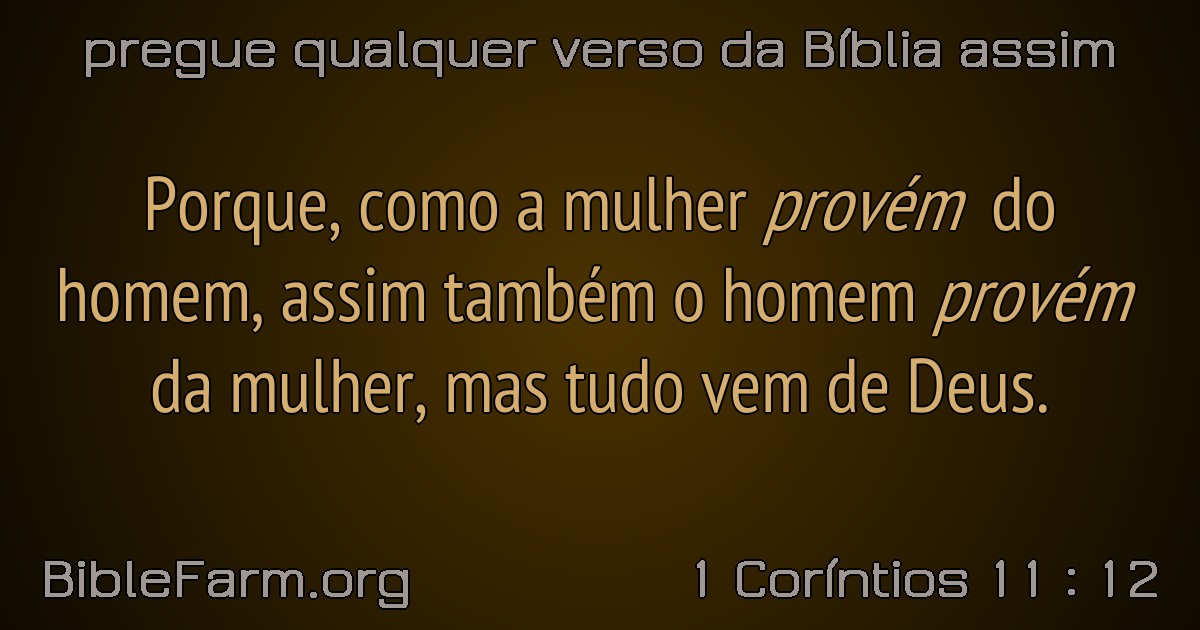 pregue qualquer verso da Bíblia assim
Porque, como a mulher provém do
homem, assim também o homem provém
da mulher, mas tudo vem de Deus.
BibleFarm.org
1 Coríntios 11 : 12